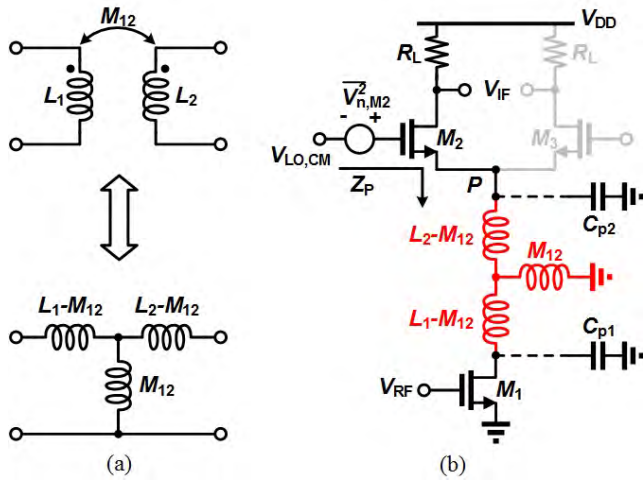 M12
L1
L2
L1-M12 L2-M12
M12
(a)
VDD
RL
RL
VIF
V²n,M2
- +
M2
M3
VLO,CM
ZP
P
Cp2
L2-M12
M12
L1-M12
Cp1
VRF
M1
(b)